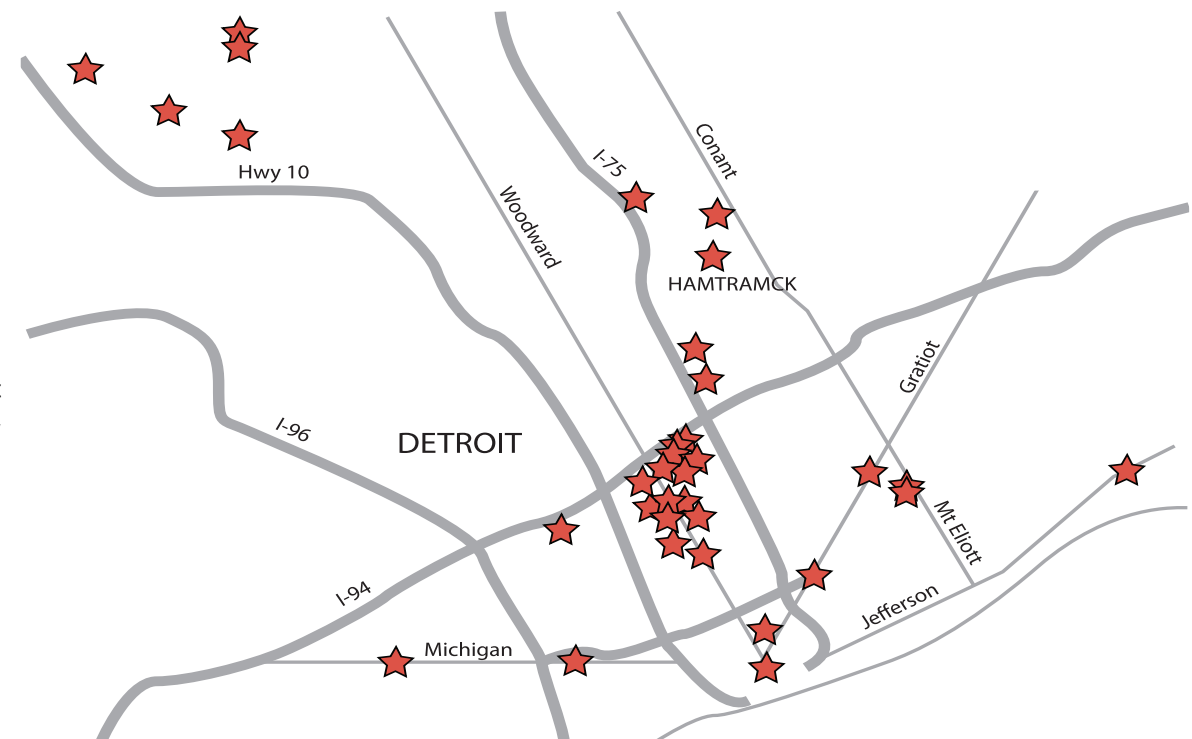 Hwy 10
Woodward
I-75
Conant
HAMTRAMCK
Gratiot
I-96
DETROIT
Mt Eliott
I-94
Jefferson
Michigan